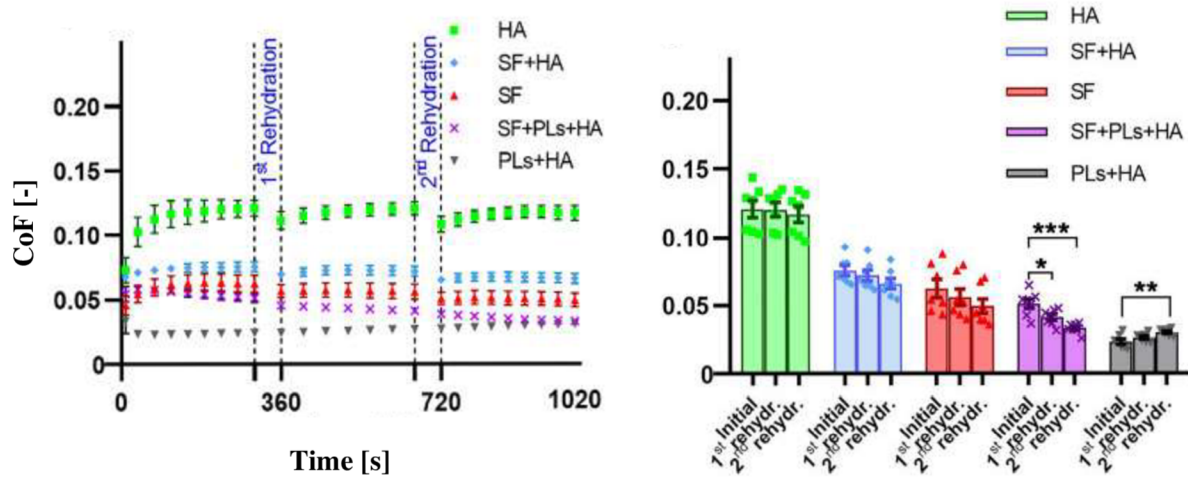 HA
SF+HA
SF
SF+PLs+HA
PLs+HA
1st Rehydration
2nd Rehydration
0.20
0.15
0.10
0.05
0
0
360
720
1020
CoF [-]
Time [s]
HA
SF+HA
SF
SF+PLs+HA
PLs+HA
0.20
0.15
0.10
0.05
0
***
*
**
Initial
1st rehydr.
2nd rehydr.
Initial
1st rehydr.
2nd rehydr.
Initial
1st rehydr.
2nd rehydr.
Initial
1st rehydr.
2nd rehydr.
Initial
1st rehydr.
2nd rehydr.